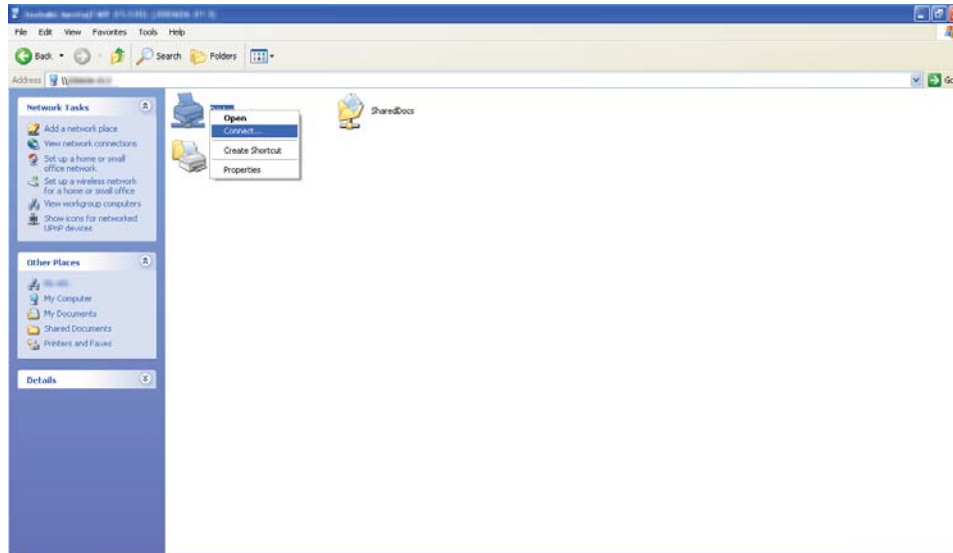 File Edit View Favorites Tools Help
Back Search Folders
Address \\
Go
Network Tasks
Add a network place
View network connections
Set up a home or small
office network
Set up a wireless network
for a home or small office
View workgroup computers
Show icons for networked
UPnP devices
Other Places
My Computer
My Documents
Shared Documents
Printers and Faxes
Details
Open
Connect...
Create Shortcut
Properties
SharedDocs